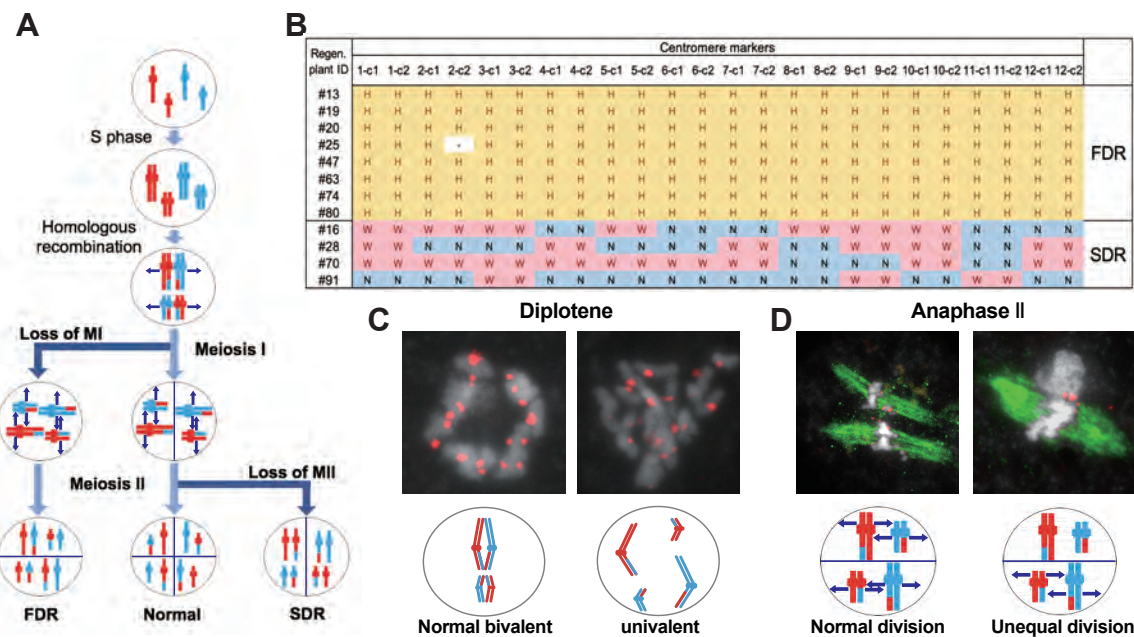 A
S phase
Homologous
recombination
Loss of MI
Meiosis I
Meiosis II
Loss of MII
FDR
Normal
SDR
B
Regen.
plant ID
Centromere markers
1-c1 1-c2 2-c1 2-c2 3-c1 3-c2 4-c1 4-c2 5-c1 5-c2 6-c1 6-c2 7-c1 7-c2 8-c1 8-c2 9-c1 9-c2 10-c1 10-c2 11-c1 11-c2 12-c1 12-c2
#13 H H H H H H H H H H H H H H H H H H H H H H H H
#19 H H H H H H H H H H H H H H H H H H H H H H H H
#20 H H H H H H H H H H H H H H H H H H H H H H H H
#25 H H H - H H H H H H H H H H H H H H H H H H H H
#47 H H H H H H H H H H H H H H H H H H H H H H H H
#63 H H H H H H H H H H H H H H H H H H H H H H H H
#74 H H H H H H H H H H H H H H H H H H H H H H H H
#80 H H H H H H H H H H H H H H H H H H H H H H H H
FDR
#16 W W W W W W N N W W N N N N W W W W W W N N N N
#28 W W N N N N W W N N N N W W N N W W W W N N W W
#70 W W W W W W W W W W W W W W N N N N W W N N W W
#91 N N N N W W N N N N N N N N N N W W N N W W N N
SDR
C
Diplotene
Normal bivalent
univalent
D
Anaphase II
Normal division
Unequal division